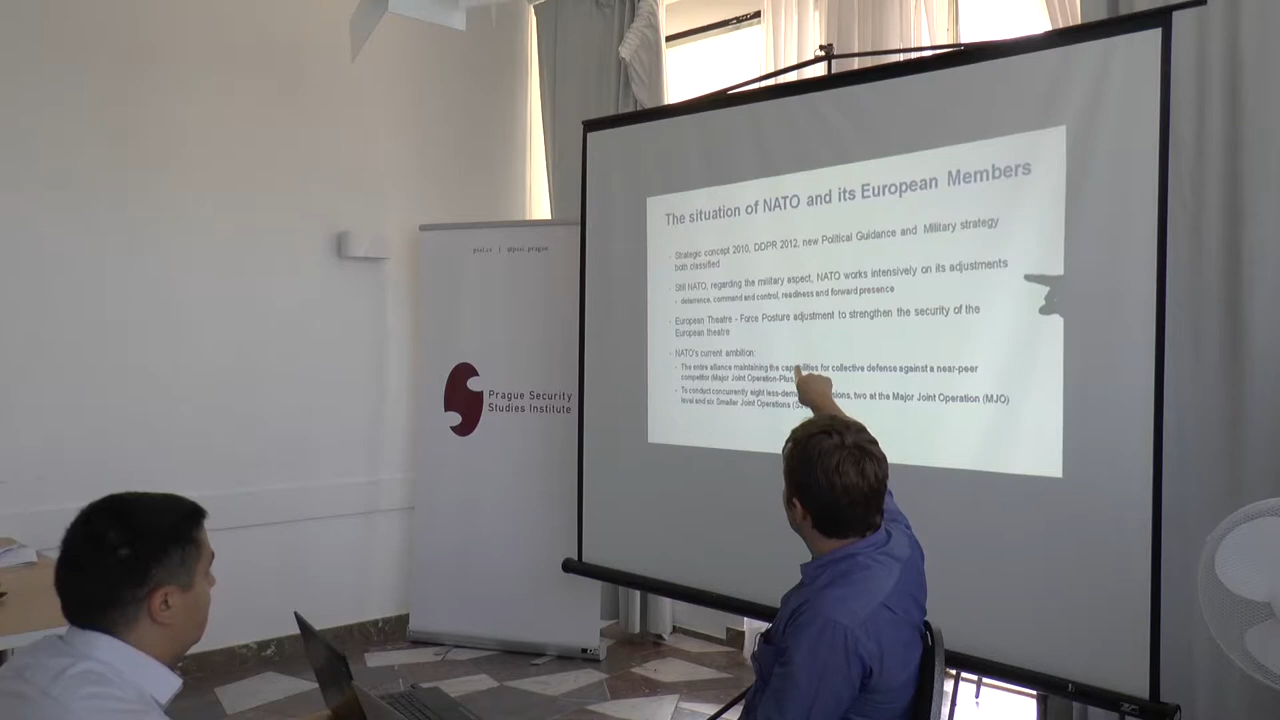 The situation of NATO and its European Members
Strategic concept 2010, DDPR 2012, new Political Guidance and Military strategy
both classified
Still NATO, regarding the military aspect, NATO works intensively on its adjustments
deterrence, command and control, readiness and forward presence
European Theatre - Force Posture adjustment to strengthen the security of the
European theatre
NATO's current ambition:
The entire alliance maintaining the capabilities for collective defense against a near-peer
competitor (Major Joint Operation-Plus,
To conduct concurrently eight less- two at the Major Joint Operation (MJO)
level and six Smaller Joint Operations
pssi.cz | @pssi_prague
Prague Security
Studies Institute